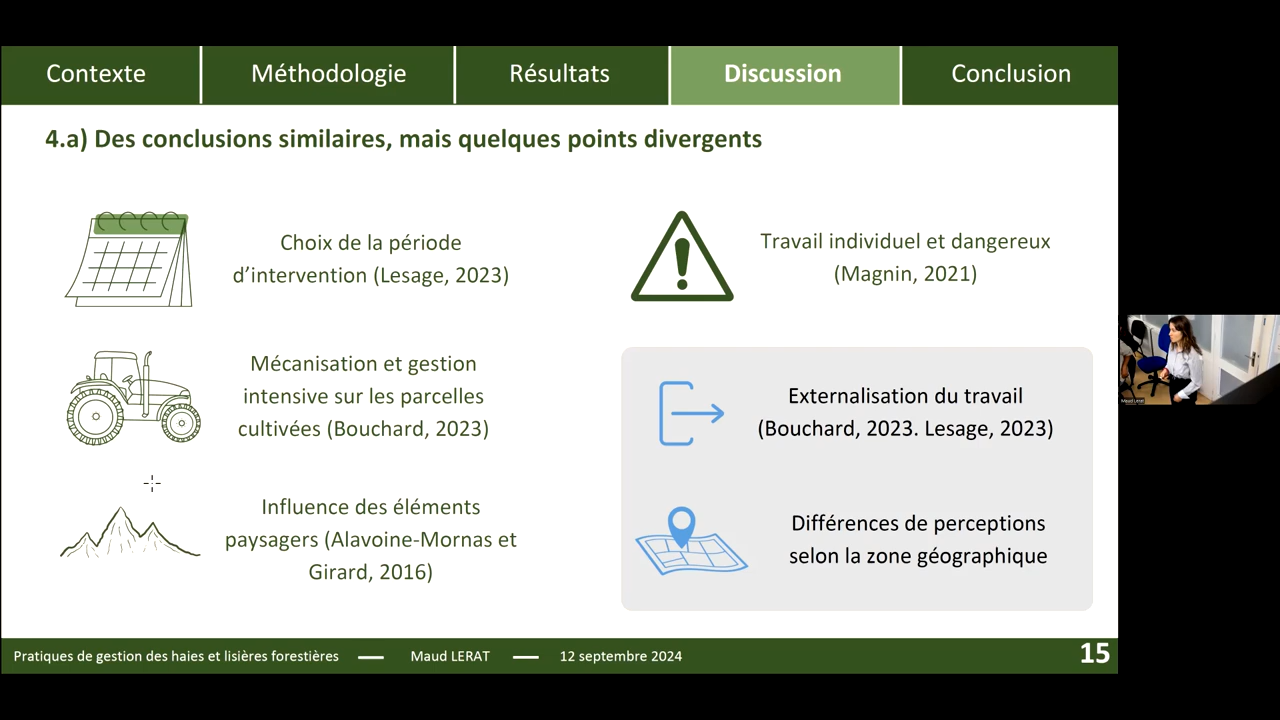 Contexte
Méthodologie
Résultats
Discussion
Conclusion
4.a) Des conclusions similaires, mais quelques points divergents
Choix de la période
d’intervention (Lesage, 2023)
Mécanisation et gestion
intensive sur les parcelles
cultivées (Bouchard, 2023)
Influence des éléments
paysagers (Alavoine-Mornas et
Girard, 2016)
Travail individuel et dangereux
(Magnin, 2021)
Externalisation du travail
(Bouchard, 2023. Lesage, 2023)
Différences de perceptions
selon la zone géographique
Maud Lerat
Pratiques de gestion des haies et lisières forestières — Maud LERAT — 12 septembre 2024
15